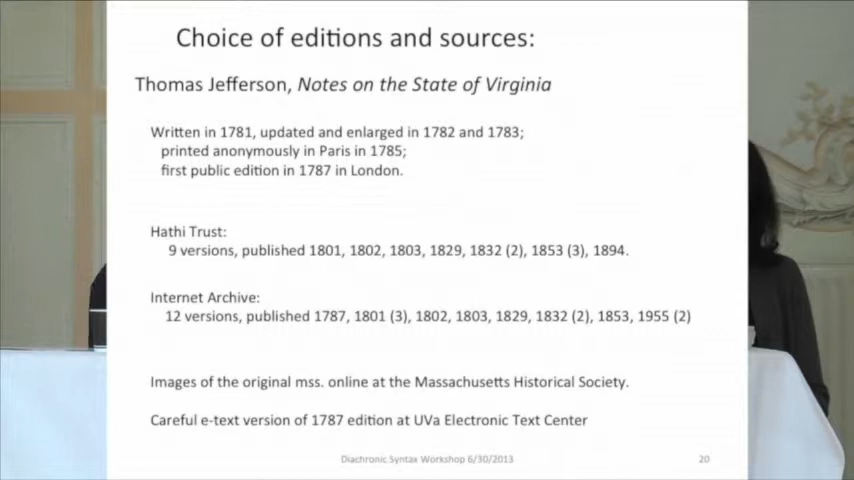 Choice of editions and sources:
Thomas Jefferson, Notes on the State of Virginia
Written in 1781, updated and enlarged in 1782 and 1783;
printed anonymously in Paris in 1785;
first public edition in 1787 in London.
Hathi Trust:
9 versions, published 1801, 1802, 1803, 1829, 1832 (2), 1853 (3), 1894.
Internet Archive:
12 versions, published 1787, 1801 (3), 1802, 1803, 1829, 1832 (2), 1853, 1955 (2)
Images of the original mss. online at the Massachusetts Historical Society.
Careful e-text version of 1787 edition at UVa Electronic Text Center
Diachronic Syntax Workshop 6/30/2013 20